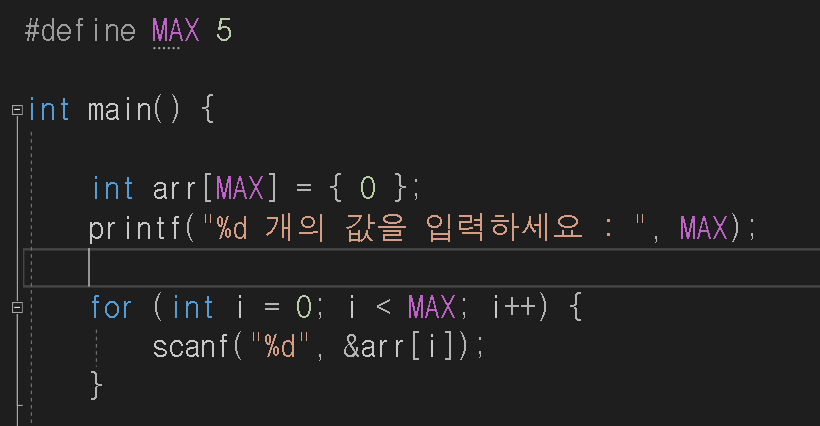 #define MAX 5
int main() {
int arr[MAX] = { 0 };
printf("%d 개의 값을 입력하세요 : ", MAX);
for (int i = 0; i < MAX; i++) {
scanf("%d", &arr[i]);
}